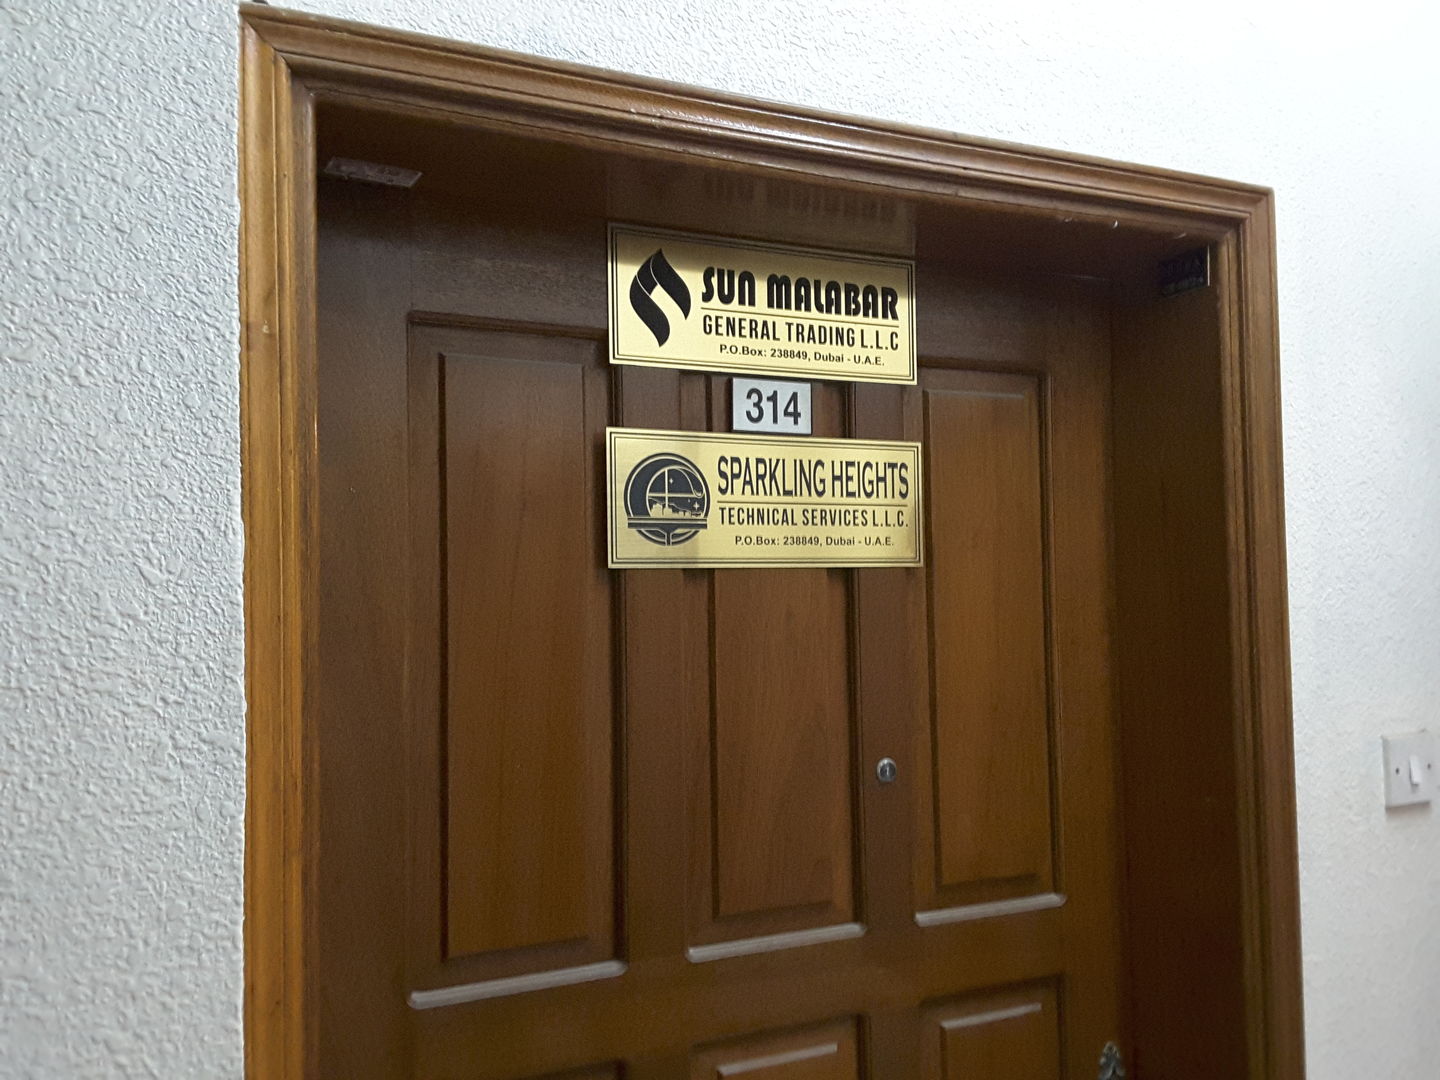 SUN MALABAR
GENERAL TRADING L.L.C
P.O.Box: 238849, Dubai - U.A.E.
314
SPARKLING HEIGHTS
TECHNICAL SERVICES L.L.C.
P.O.Box: 238849, Dubai - U.A.E.